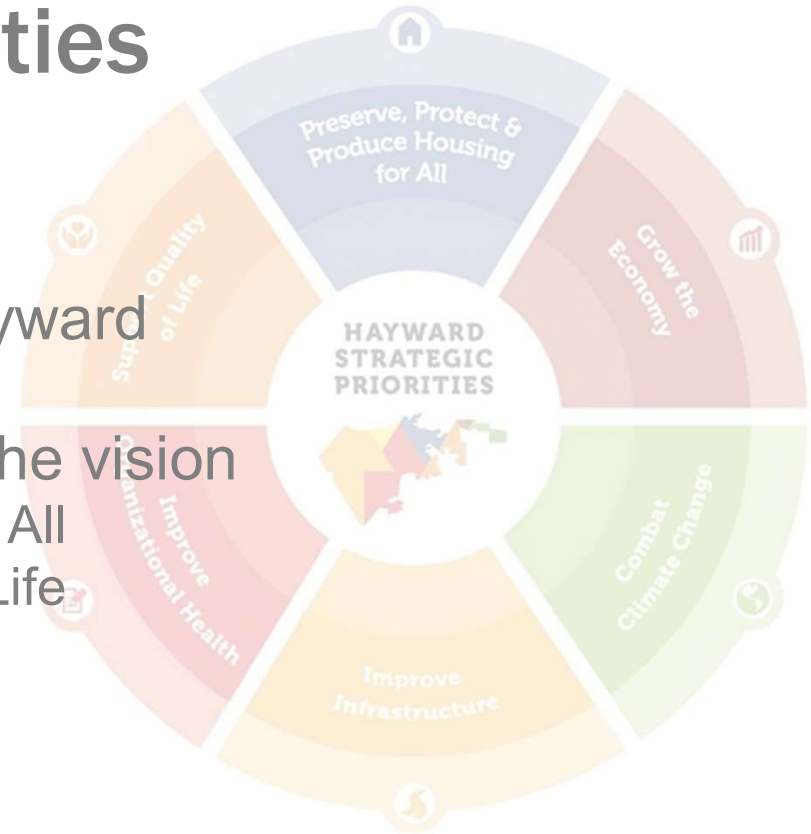 ties
yward
he vision
All
Life
Preserve, Protect &
Produce Housing
for All
Grow the
Economy
Combat
Climate Change
Improve
Infrastructure
Improve
Organizational Health
Support Quality
of Life
HAYWARD
STRATEGIC
PRIORITIES